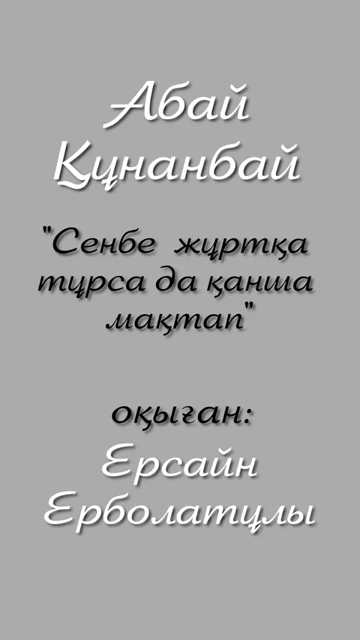 Абай
Құнанбай
"Сенбе жұртқа
тұрса да қанша
мақтап"
оқыған:
Ерсайн
Ерболатұлы